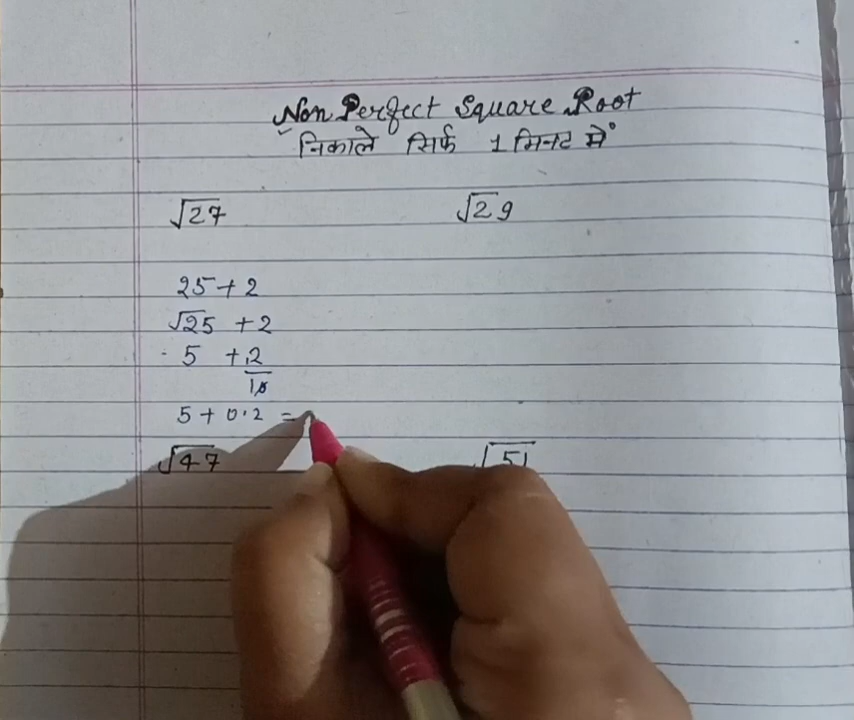 Non Perfect Square Root
निकाले सिर्फ 1 मिनट में
√27 √29
25+2
√25 +2
5 +2
10
5 + 0.2 =
√47 √51